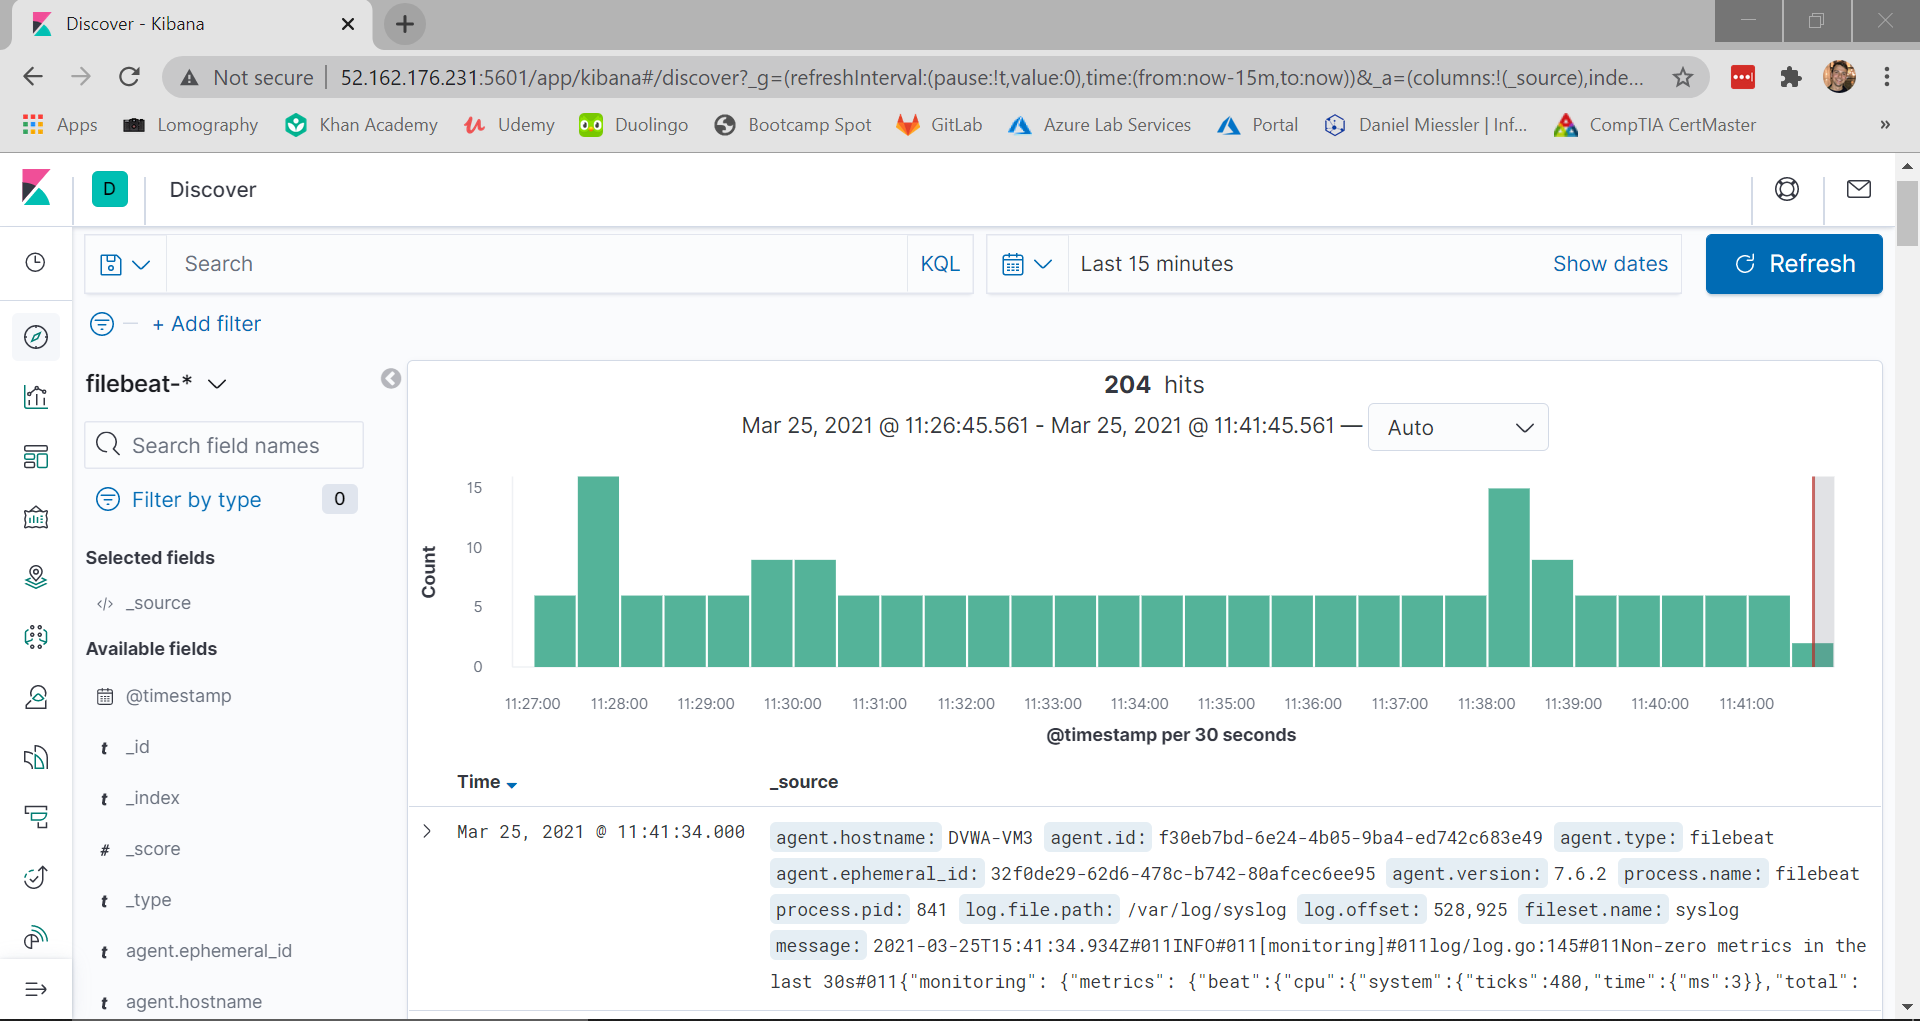 Discover - Kibana
Not secure 52.162.176.231:5601/app/kibana#/discover?_g=(refreshInterval:(pause:!t,value:0),time:(from:now-15m,to:now))&_a=(columns:!(_source),inde...
Apps Lomography Khan Academy Udemy Duolingo Bootcamp Spot GitLab Azure Lab Services Portal Daniel Miessler | Inf... CompTIA CertMaster »
D Discover
Search KQL Last 15 minutes Show dates Refresh
+ Add filter
filebeat-*
204 hits
Mar 25, 2021 @ 11:26:45.561 - Mar 25, 2021 @ 11:41:45.561 — Auto
Search field names
Filter by type 0
Selected fields
</> _source
Available fields
@timestamp
t _id
t _index
# _score
t _type
t agent.ephemeral_id
t agent.hostname
Count
15
10
5
0
11:27:00 11:28:00 11:29:00 11:30:00 11:31:00 11:32:00 11:33:00 11:34:00 11:35:00 11:36:00 11:37:00 11:38:00 11:39:00 11:40:00 11:41:00
@timestamp per 30 seconds
Time _source
Mar 25, 2021 @ 11:41:34.000
agent.hostname: DVWA-VM3 agent.id: f30eb7bd-6e24-4b05-9ba4-ed742c683e49 agent.type: filebeat
agent.ephemeral_id: 32f0de29-62d6-478c-b742-80afcec6ee95 agent.version: 7.6.2 process.name: filebeat
process.pid: 841 log.file.path: /var/log/syslog log.offset: 528,925 fileset.name: syslog
message: 2021-03-25T15:41:34.934Z#011INFO#011[monitoring]#011log/log.go:145#011Non-zero metrics in the
last 30s#011{"monitoring": {"metrics": {"beat":{"cpu":{"system":{"ticks":480,"time":{"ms":3}},"total":